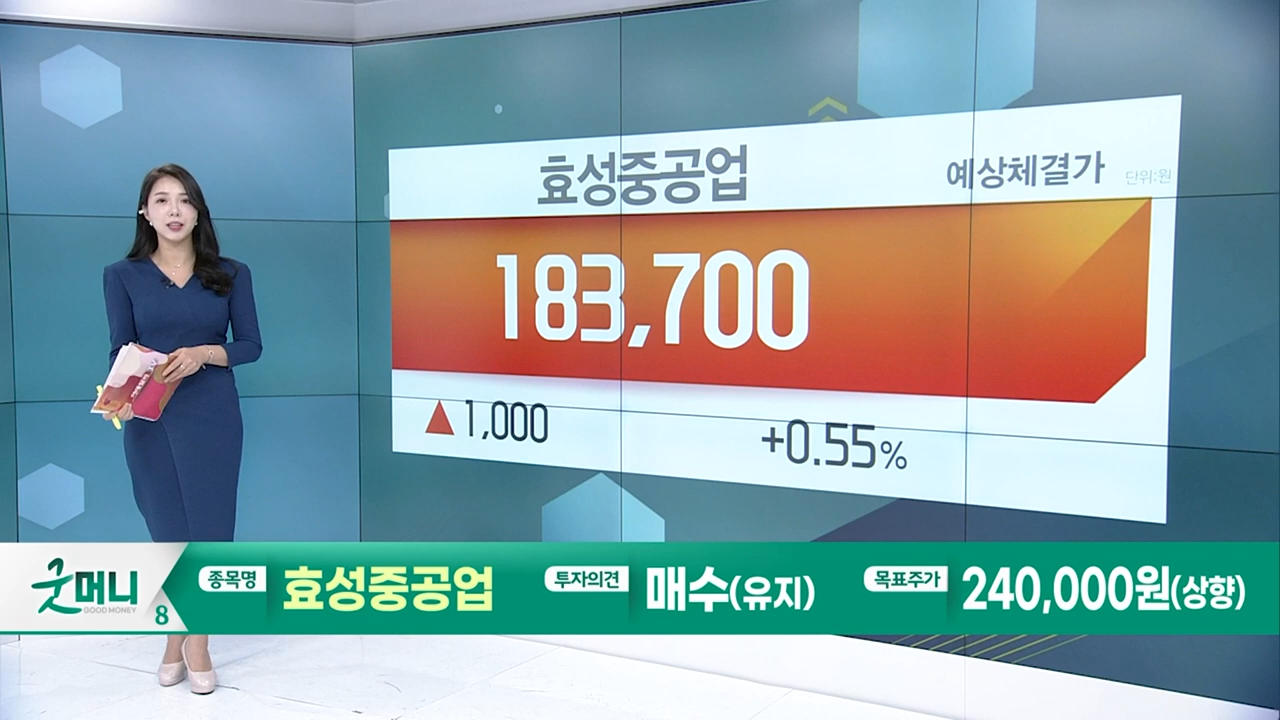 효성중공업
예상체결가
단위:원
183,700
▲1,000
+0.55%
굿머니
GOOD MONEY
8
종목명
효성중공업
투자의견
매수(유지)
목표주가
240,000원(상향)